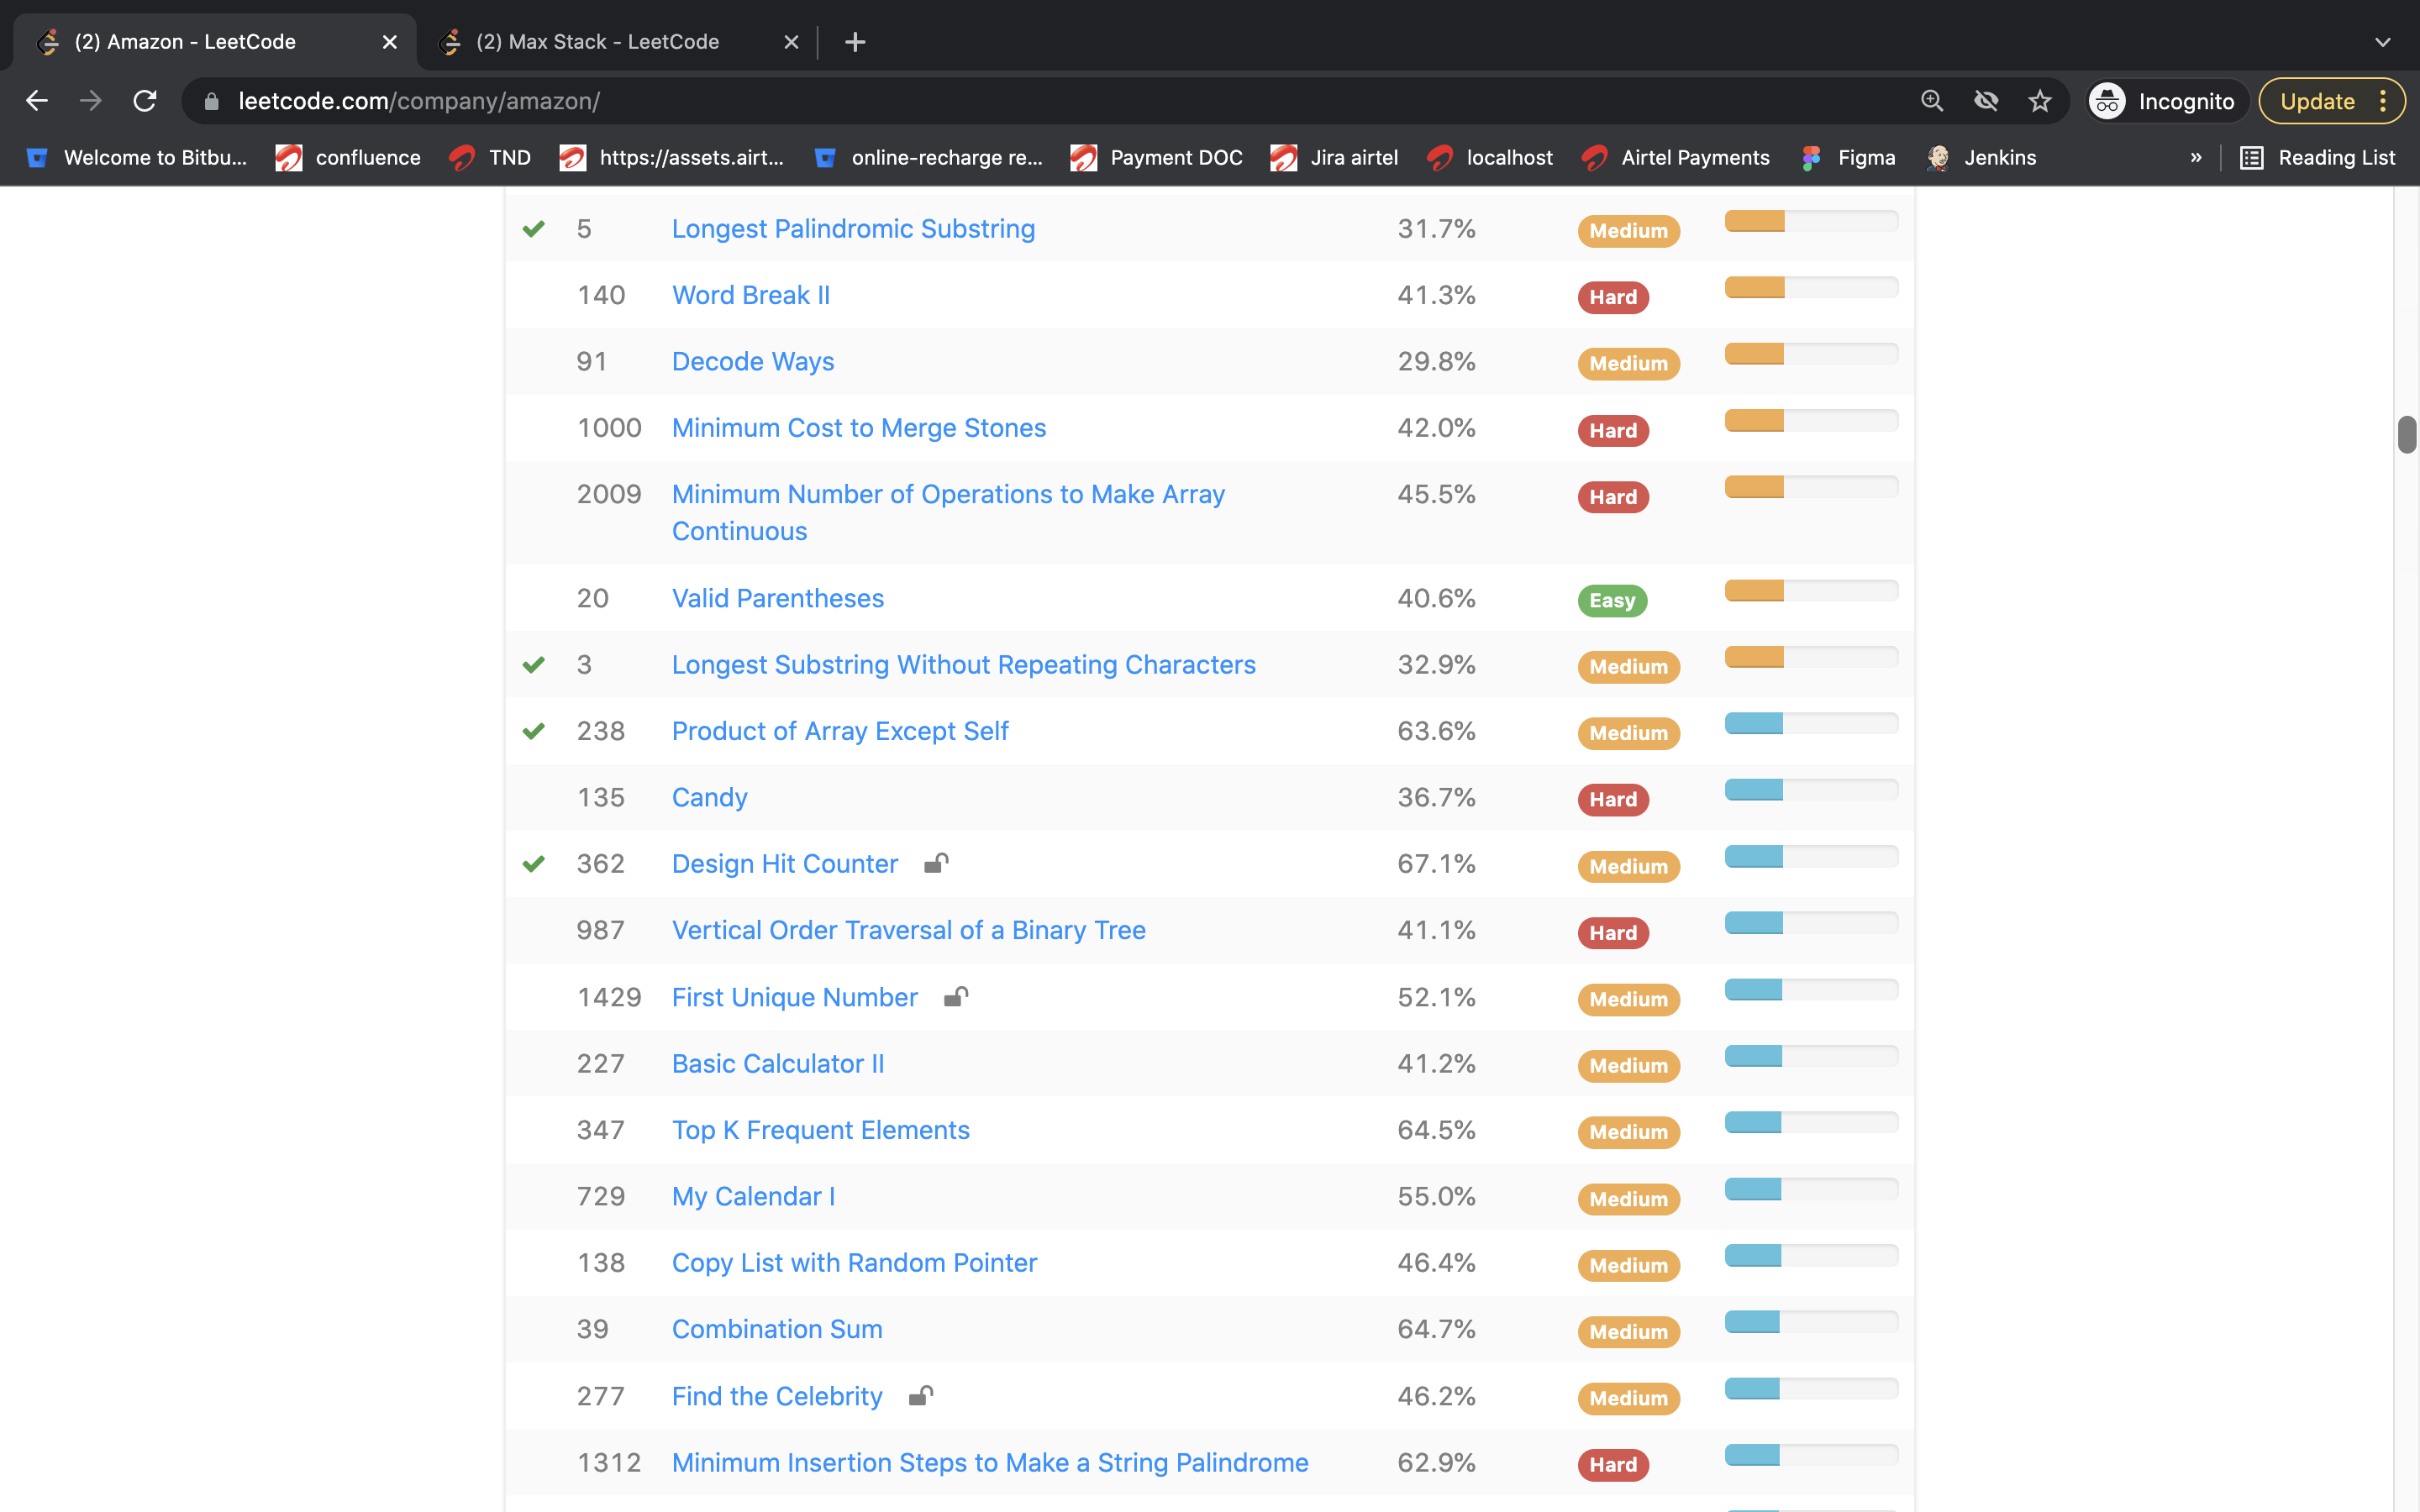 (2) Amazon - LeetCode
(2) Max Stack - LeetCode
leetcode.com/company/amazon/
Incognito
Update
Welcome to Bitbu...
confluence
TND
https://assets.airt...
online-recharge re...
Payment DOC
Jira airtel
localhost
Airtel Payments
Figma
Jenkins
»
Reading List
5 Longest Palindromic Substring 31.7% Medium
140 Word Break II 41.3% Hard
91 Decode Ways 29.8% Medium
1000 Minimum Cost to Merge Stones 42.0% Hard
2009 Minimum Number of Operations to Make Array 45.5% Hard
Continuous
20 Valid Parentheses 40.6% Easy
3 Longest Substring Without Repeating Characters 32.9% Medium
238 Product of Array Except Self 63.6% Medium
135 Candy 36.7% Hard
362 Design Hit Counter 67.1% Medium
987 Vertical Order Traversal of a Binary Tree 41.1% Hard
1429 First Unique Number 52.1% Medium
227 Basic Calculator II 41.2% Medium
347 Top K Frequent Elements 64.5% Medium
729 My Calendar I 55.0% Medium
138 Copy List with Random Pointer 46.4% Medium
39 Combination Sum 64.7% Medium
277 Find the Celebrity 46.2% Medium
1312 Minimum Insertion Steps to Make a String Palindrome 62.9% Hard